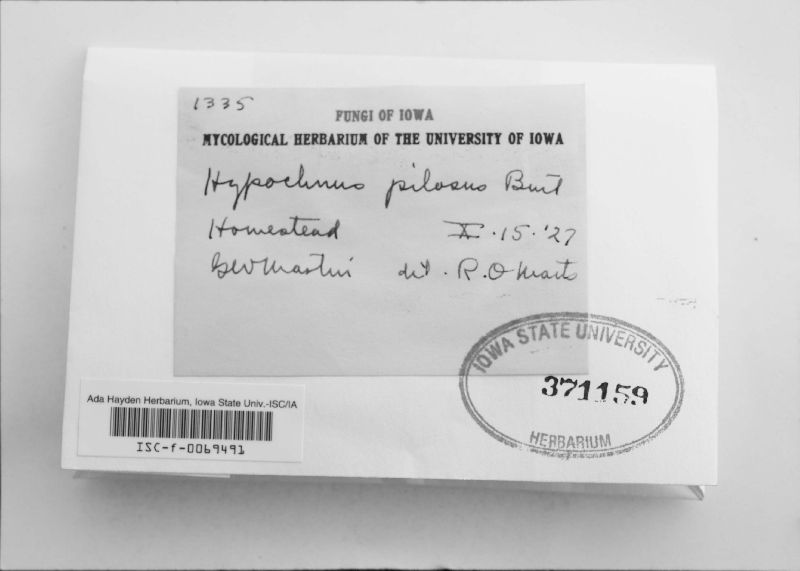 1335
FUNGI OF IOWA
MYCOLOGICAL HERBARIUM OF THE UNIVERSITY OF IOWA
Hypochnus pilosus Burt
Homestead X.15.'27
GWMartin det. R.O.
IOWA STATE UNIVERSITY
371159
HERBARIUM
Ada Hayden Herbarium, Iowa State Univ.-ISC/IA
ISC-f-0069491